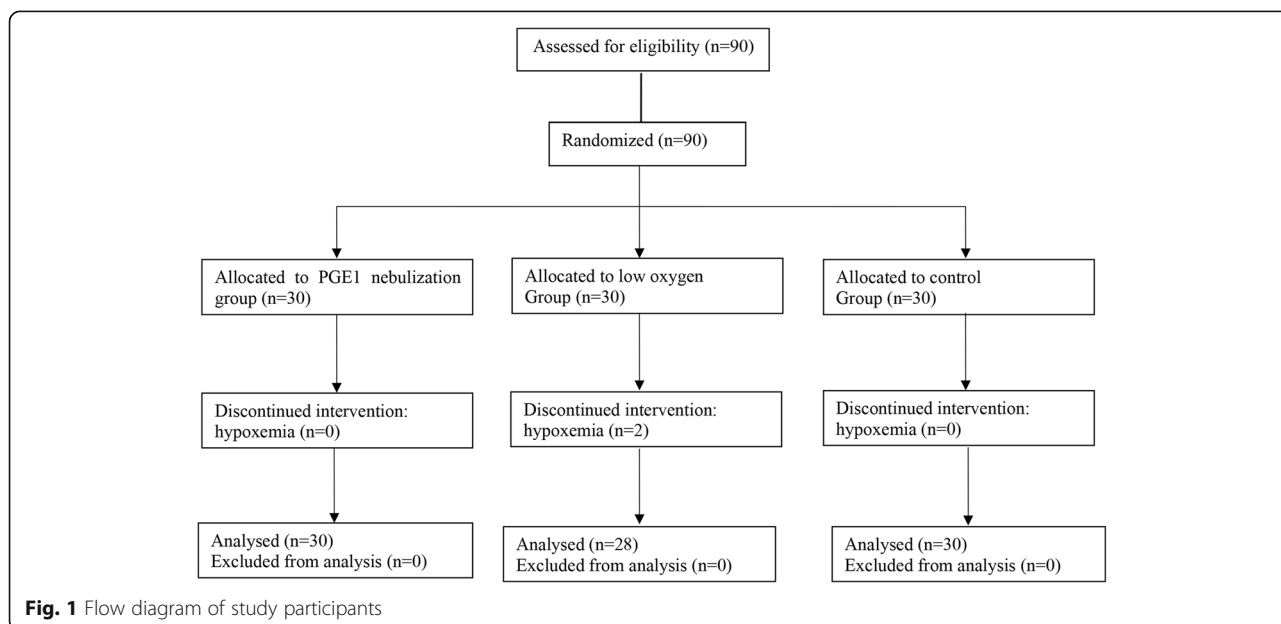 Assessed for eligibility (n=90)
Randomized (n=90)
Allocated to PGE1 nebulization
group (n=30)
Allocated to low oxygen
Group (n=30)
Allocated to control
Group (n=30)
Discontinued intervention:
hypoxemia (n=0)
Discontinued intervention:
hypoxemia (n=2)
Discontinued intervention:
hypoxemia (n=0)
Analysed (n=30)
Excluded from analysis (n=0)
Analysed (n=28)
Excluded from analysis (n=0)
Analysed (n=30)
Excluded from analysis (n=0)
Fig. 1 Flow diagram of study participants